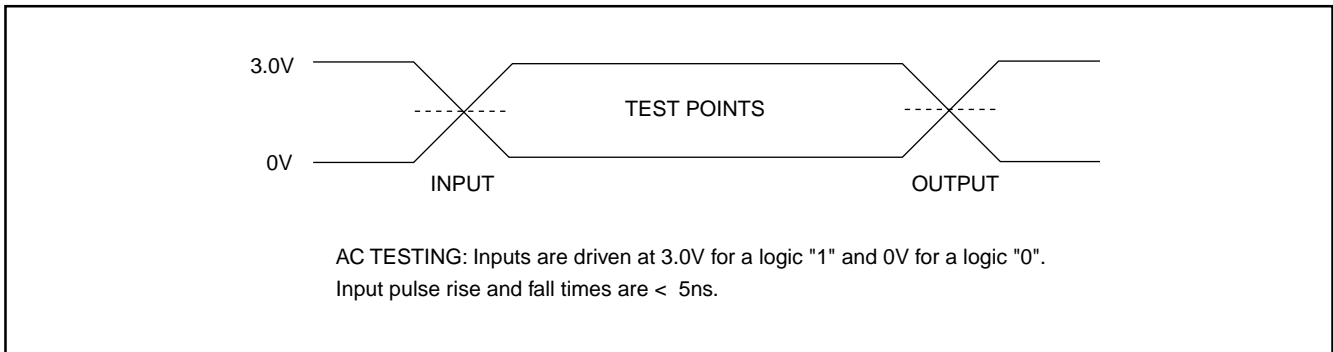 3.0V
TEST POINTS
0V
INPUT
OUTPUT
AC TESTING: Inputs are driven at 3.0V for a logic "1" and 0V for a logic "0".
Input pulse rise and fall times are < 5ns.